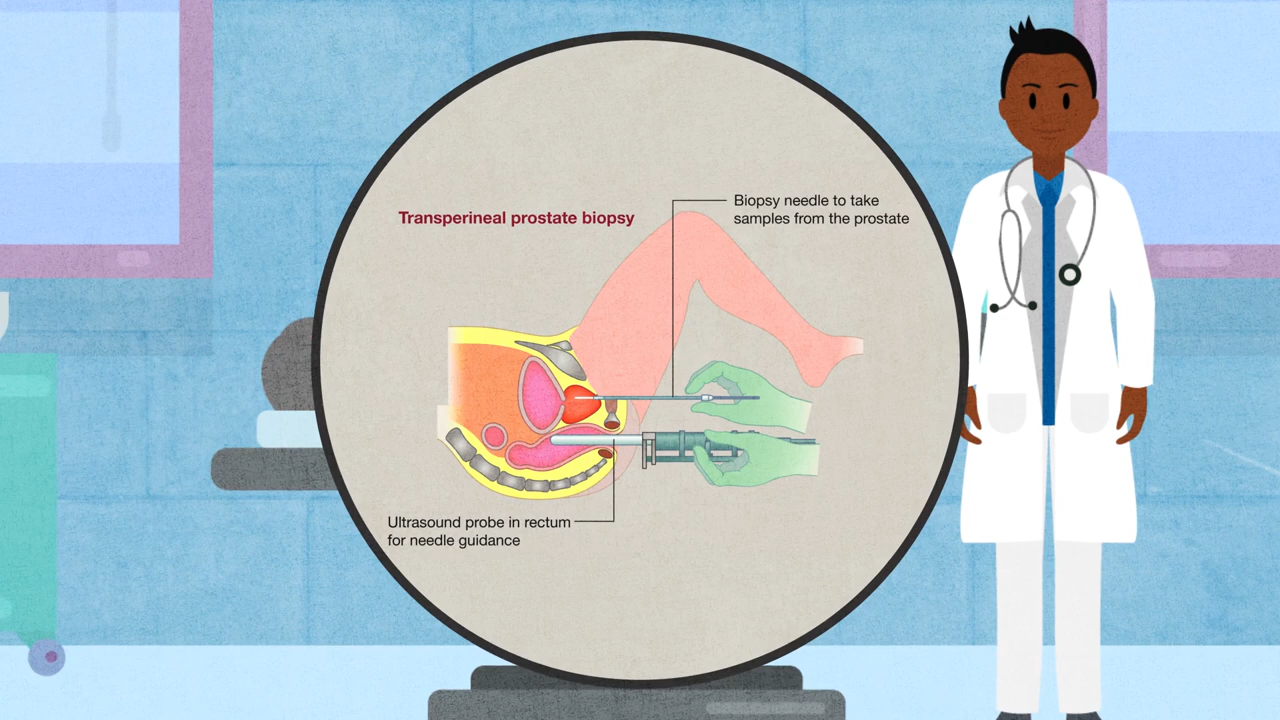 Transperineal prostate biopsy
Biopsy needle to take
samples from the prostate
Ultrasound probe in rectum
for needle guidance